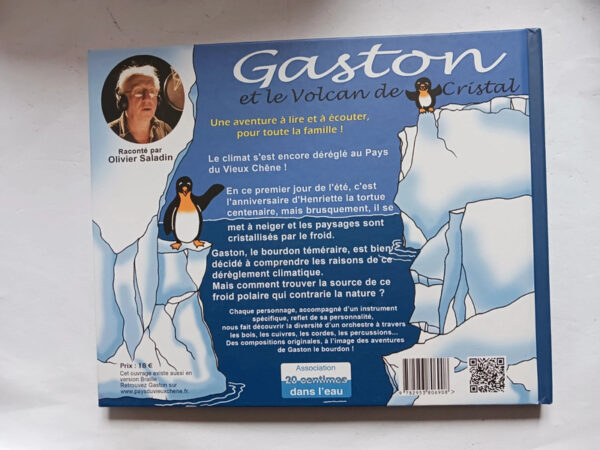 Gaston
et le Volcan de Cristal
Une aventure à lire et à écouter,
pour toute la famille !
Raconté par
Olivier Saladin
Le climat s'est encore déréglé au Pays
du Vieux Chêne !
En ce premier jour de l'été, c'est
l'anniversaire d'Henriette la tortue
centenaire, mais brusquement, il se
met à neiger et les paysages sont
cristallisés par le froid.
Gaston, le bourdon téméraire, est bien
décidé à comprendre les raisons de ce
dérèglement climatique.
Mais comment trouver la source de ce
froid polaire qui contrarie la nature ?
Chaque personnage, accompagné d'un instrument
spécifique, reflet de sa personnalité,
nous fait découvrir la diversité d'un orchestre à travers
les bois, les cuivres, les cordes, les percussions...
Des compositions originales, à l'image des aventures
de Gaston le bourdon !
Prix : 18 €
Cet ouvrage existe aussi en
version Braille
Retrouvez Gaston sur
www.paysduvieuxchene.fr
Association
20 centimes
dans l'eau
9 782953 806908